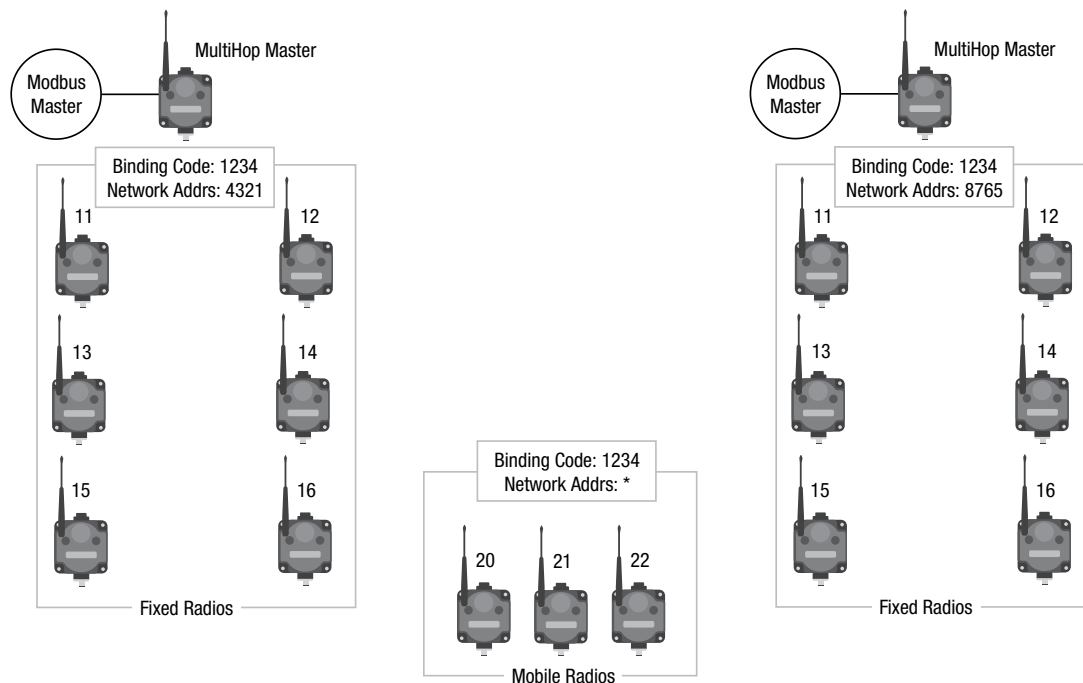 MultiHop Master
Modbus
Master
Binding Code: 1234
Network Addrs: 4321
11
12
13
14
15
16
Fixed Radios
Binding Code: 1234
Network Addrs: *
20
21
22
Mobile Radios
MultiHop Master
Modbus
Master
Binding Code: 1234
Network Addrs: 8765
11
12
13
14
15
16
Fixed Radios